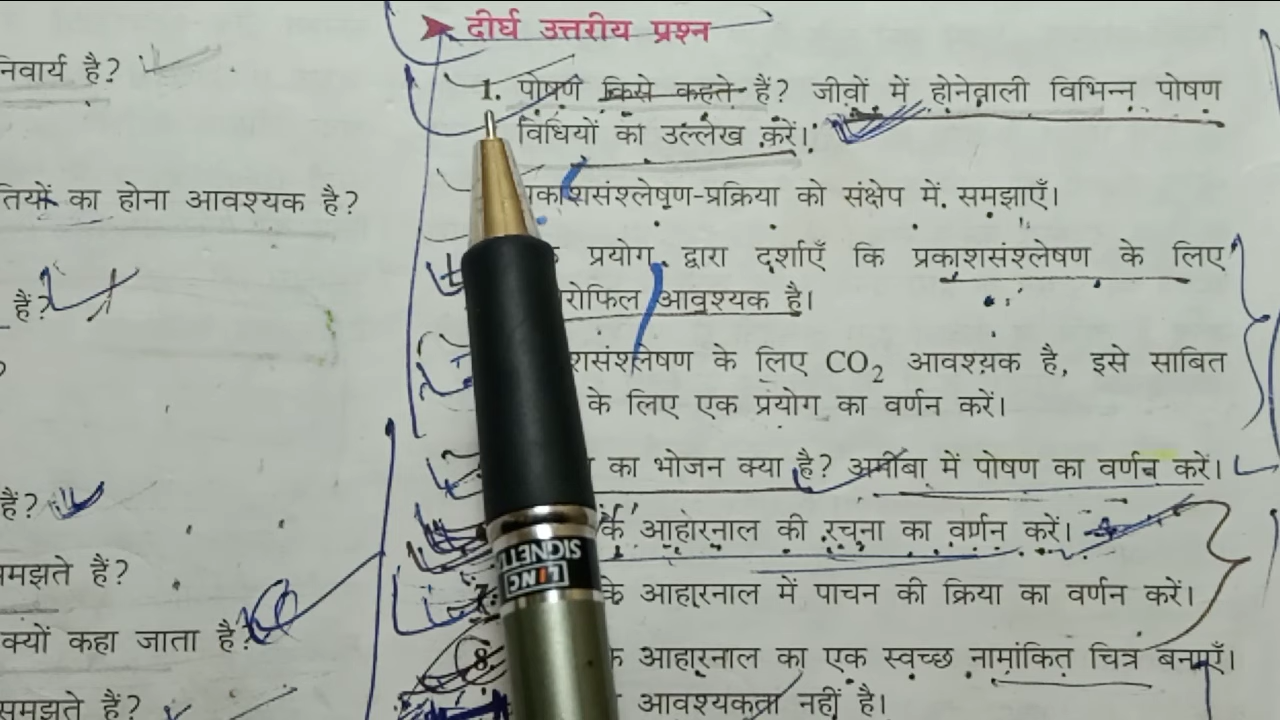 दीर्घ उत्तरीय प्रश्न
निवार्य है?
1. पोषण किसे कहते हैं? जीवों में होनेवाली विभिन्न पोषण
विधियों का उल्लेख करें।
तियों का होना आवश्यक है?
काशसंश्लेषण-प्रक्रिया को संक्षेप में समझाएँ।
प्रयोग द्वारा दर्शाएँ कि प्रकाशसंश्लेषण के लिए
है?
रोफिल आवश्यक है।
शसंश्लेषण के लिए CO₂ आवश्यक है, इसे साबित
के लिए एक प्रयोग का वर्णन करें।
का भोजन क्या है? अमीबा में पोषण का वर्णन करें।
हैं?
के आहारनाल की रचना का वर्णन करें।
मझते हैं?
7. के आहारनाल में पाचन की क्रिया का वर्णन करें।
क्यों कहा जाता है?
8. के आहारनाल का एक स्वच्छ नामांकित चित्र बनाएँ।
समझते हैं?
आवश्यकता नहीं है।
LINC
SIGNETT